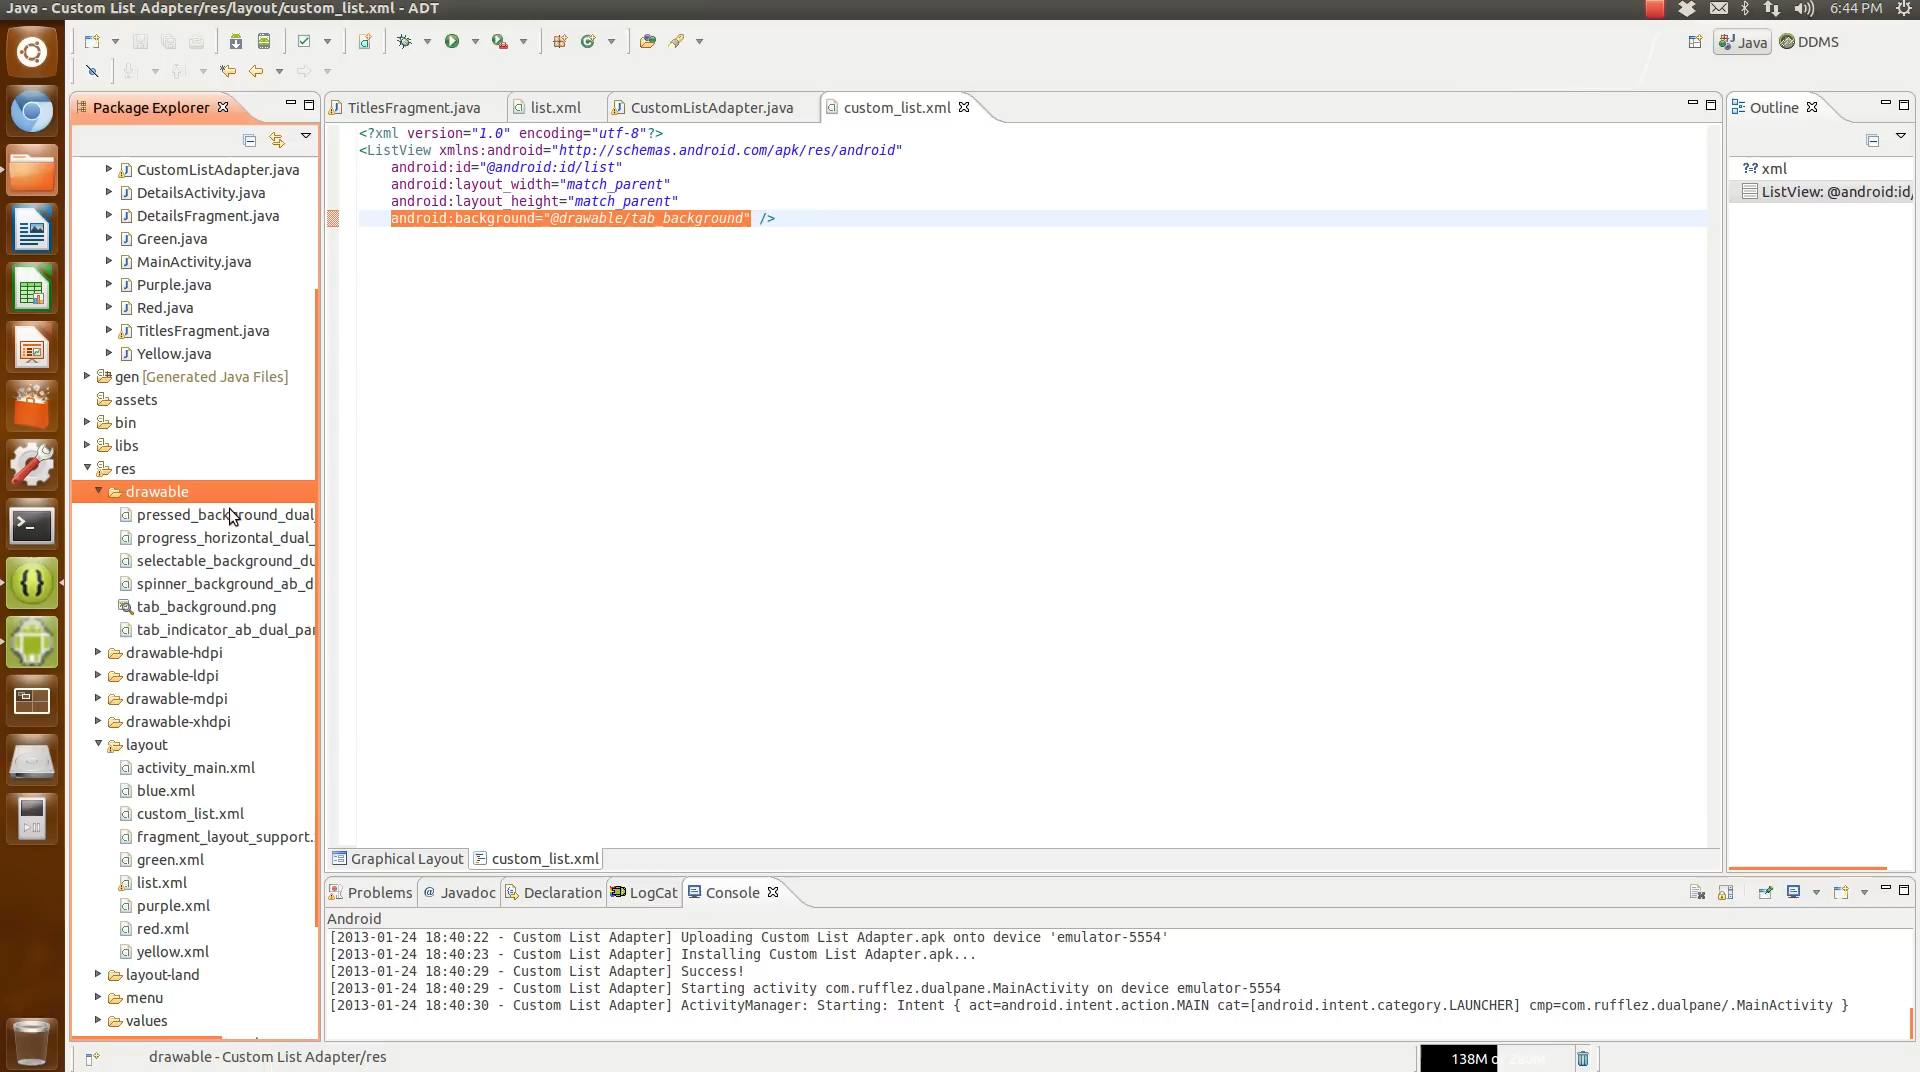 Java - Custom List Adapter/res/layout/custom_list.xml - ADT
6:44 PM
Java
DDMS
Package Explorer
TitlesFragment.java
list.xml
CustomListAdapter.java
custom_list.xml
Outline
CustomListAdapter.java
DetailsActivity.java
DetailsFragment.java
Green.java
MainActivity.java
Purple.java
Red.java
TitlesFragment.java
Yellow.java
gen [Generated Java Files]
assets
bin
libs
res
drawable
pressed_background_dual_
progress_horizontal_dual_
selectable_background_du
spinner_background_ab_d
tab_background.png
tab_indicator_ab_dual_par
drawable-hdpi
drawable-ldpi
drawable-mdpi
drawable-xhdpi
layout
activity_main.xml
blue.xml
custom_list.xml
fragment_layout_support.
green.xml
list.xml
purple.xml
red.xml
yellow.xml
layout-land
menu
values
<?xml version="1.0" encoding="utf-8"?>
<ListView xmlns:android="http://schemas.android.com/apk/res/android"
android:id="@android:id/list"
android:layout_width="match_parent"
android:layout_height="match_parent"
android:background="@drawable/tab_background" />
xml
ListView: @android:id/
Graphical Layout
custom_list.xml
Problems
Javadoc
Declaration
LogCat
Console
Android
[2013-01-24 18:40:22 - Custom List Adapter] Uploading Custom List Adapter.apk onto device 'emulator-5554'
[2013-01-24 18:40:23 - Custom List Adapter] Installing Custom List Adapter.apk...
[2013-01-24 18:40:29 - Custom List Adapter] Success!
[2013-01-24 18:40:29 - Custom List Adapter] Starting activity com.rufflez.dualpane.MainActivity on device emulator-5554
[2013-01-24 18:40:30 - Custom List Adapter] ActivityManager: Starting: Intent { act=android.intent.action.MAIN cat=[android.intent.category.LAUNCHER] cmp=com.rufflez.dualpane/.MainActivity }
drawable - Custom List Adapter/res
138M